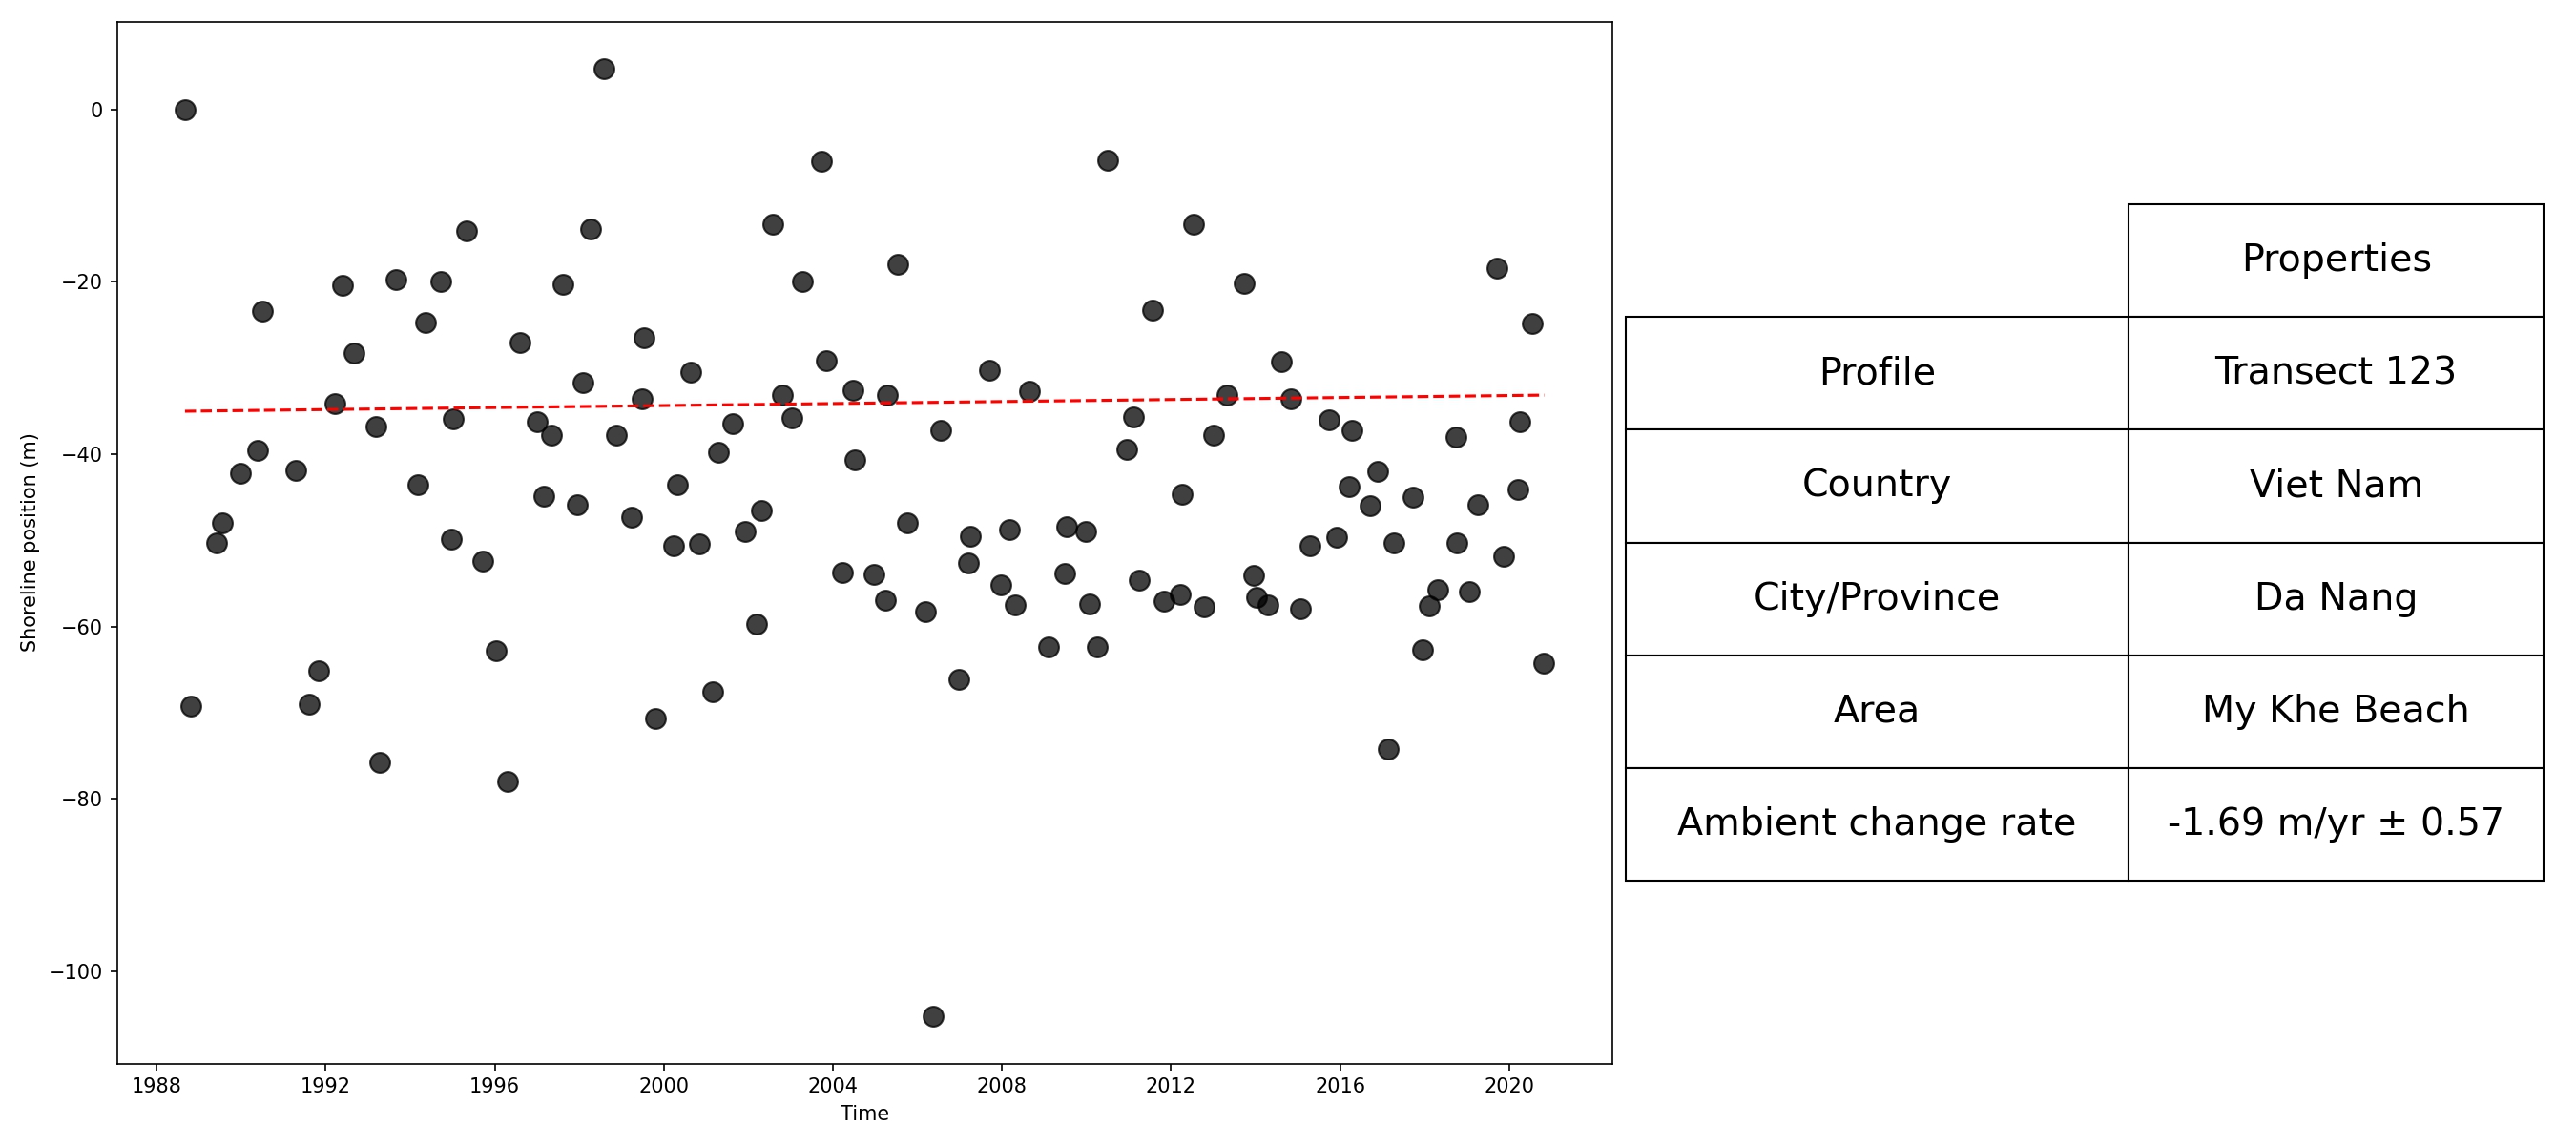 0
−20
−40
−60
−80
−100
Shoreline position (m)
1988 1992 1996 2000 2004 2008 2012 2016 2020
Time
Properties
Profile Transect 123
Country Viet Nam
City/Province Da Nang
Area My Khe Beach
Ambient change rate -1.69 m/yr ± 0.57